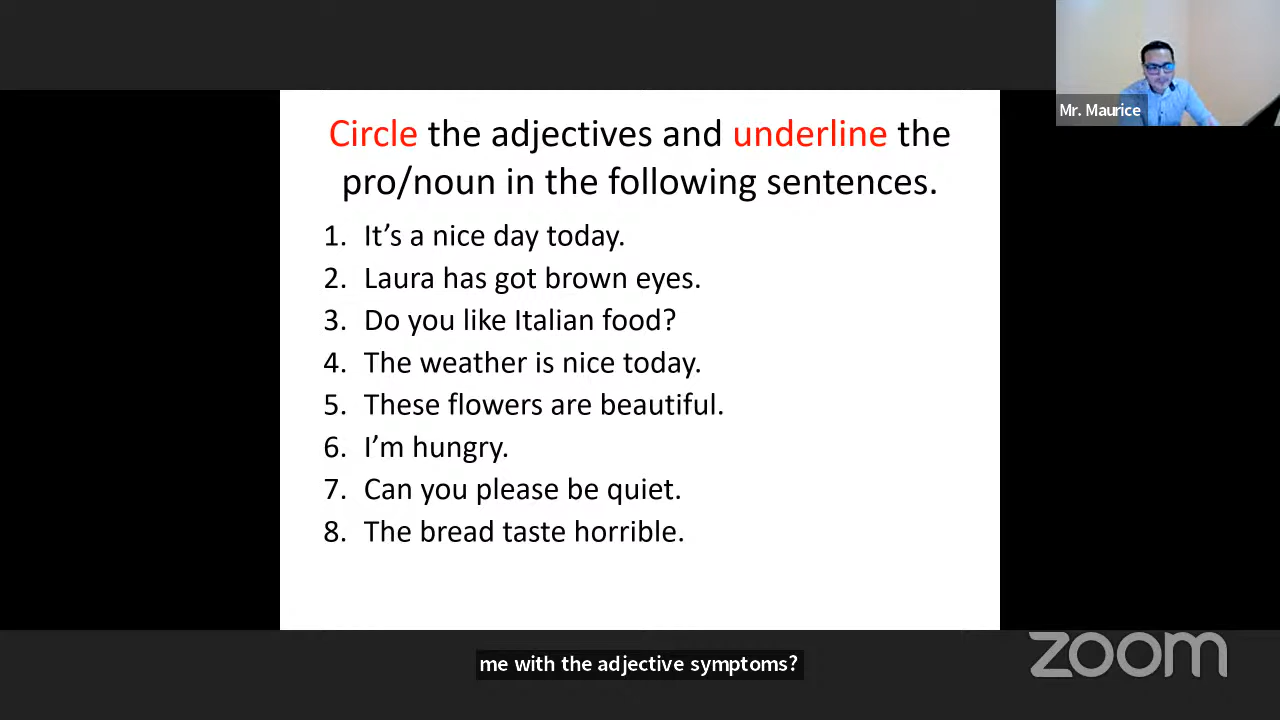 Mr. Maurice
Circle the adjectives and underline the
pro/noun in the following sentences.
1. It’s a nice day today.
2. Laura has got brown eyes.
3. Do you like Italian food?
4. The weather is nice today.
5. These flowers are beautiful.
6. I’m hungry.
7. Can you please be quiet.
8. The bread taste horrible.
me with the adjective symptoms?
zoom